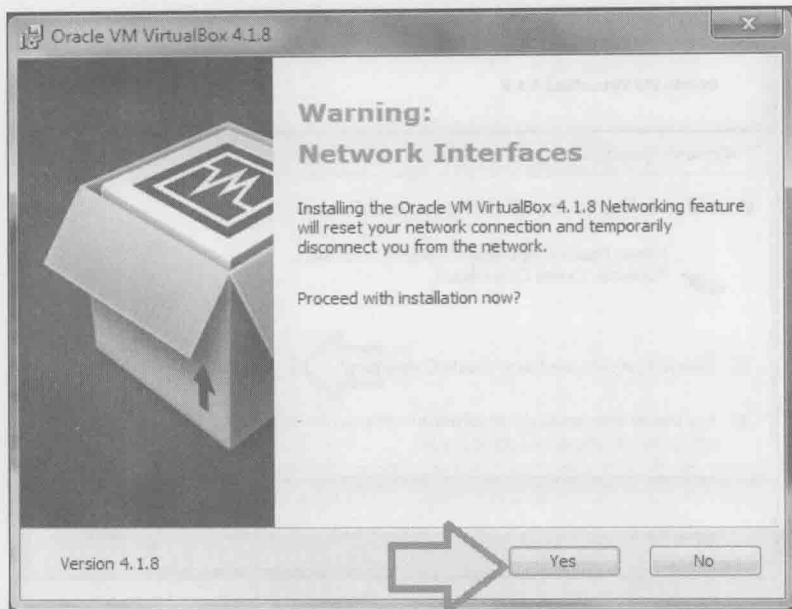 Oracle VM VirtualBox 4.1.8
Warning:
Network Interfaces
Installing the Oracle VM VirtualBox 4.1.8 Networking feature
will reset your network connection and temporarily
disconnect you from the network.
Proceed with installation now?
Version 4.1.8
Yes
No